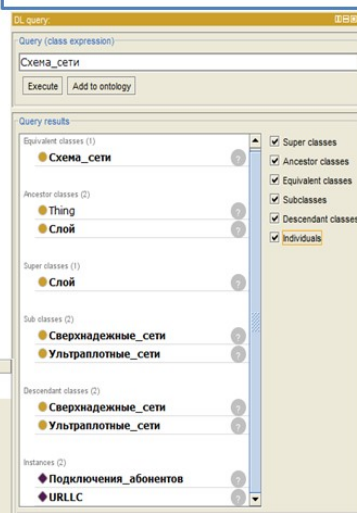 DL query:
Query (class expression)
Схема_сети
Execute Add to ontology
Query results
Equivalent classes (1)
Схема_сети
Ancestor classes (2)
Thing
Слой
Super classes (1)
Слой
Sub classes (2)
Сверхнадежные_сети
Ультраплотные_сети
Descendant classes (2)
Сверхнадежные_сети
Ультраплотные_сети
Instances (2)
Подключения_абонентов
URLLC
Super classes
Ancestor classes
Equivalent classes
Subclasses
Descendant classes
Individuals